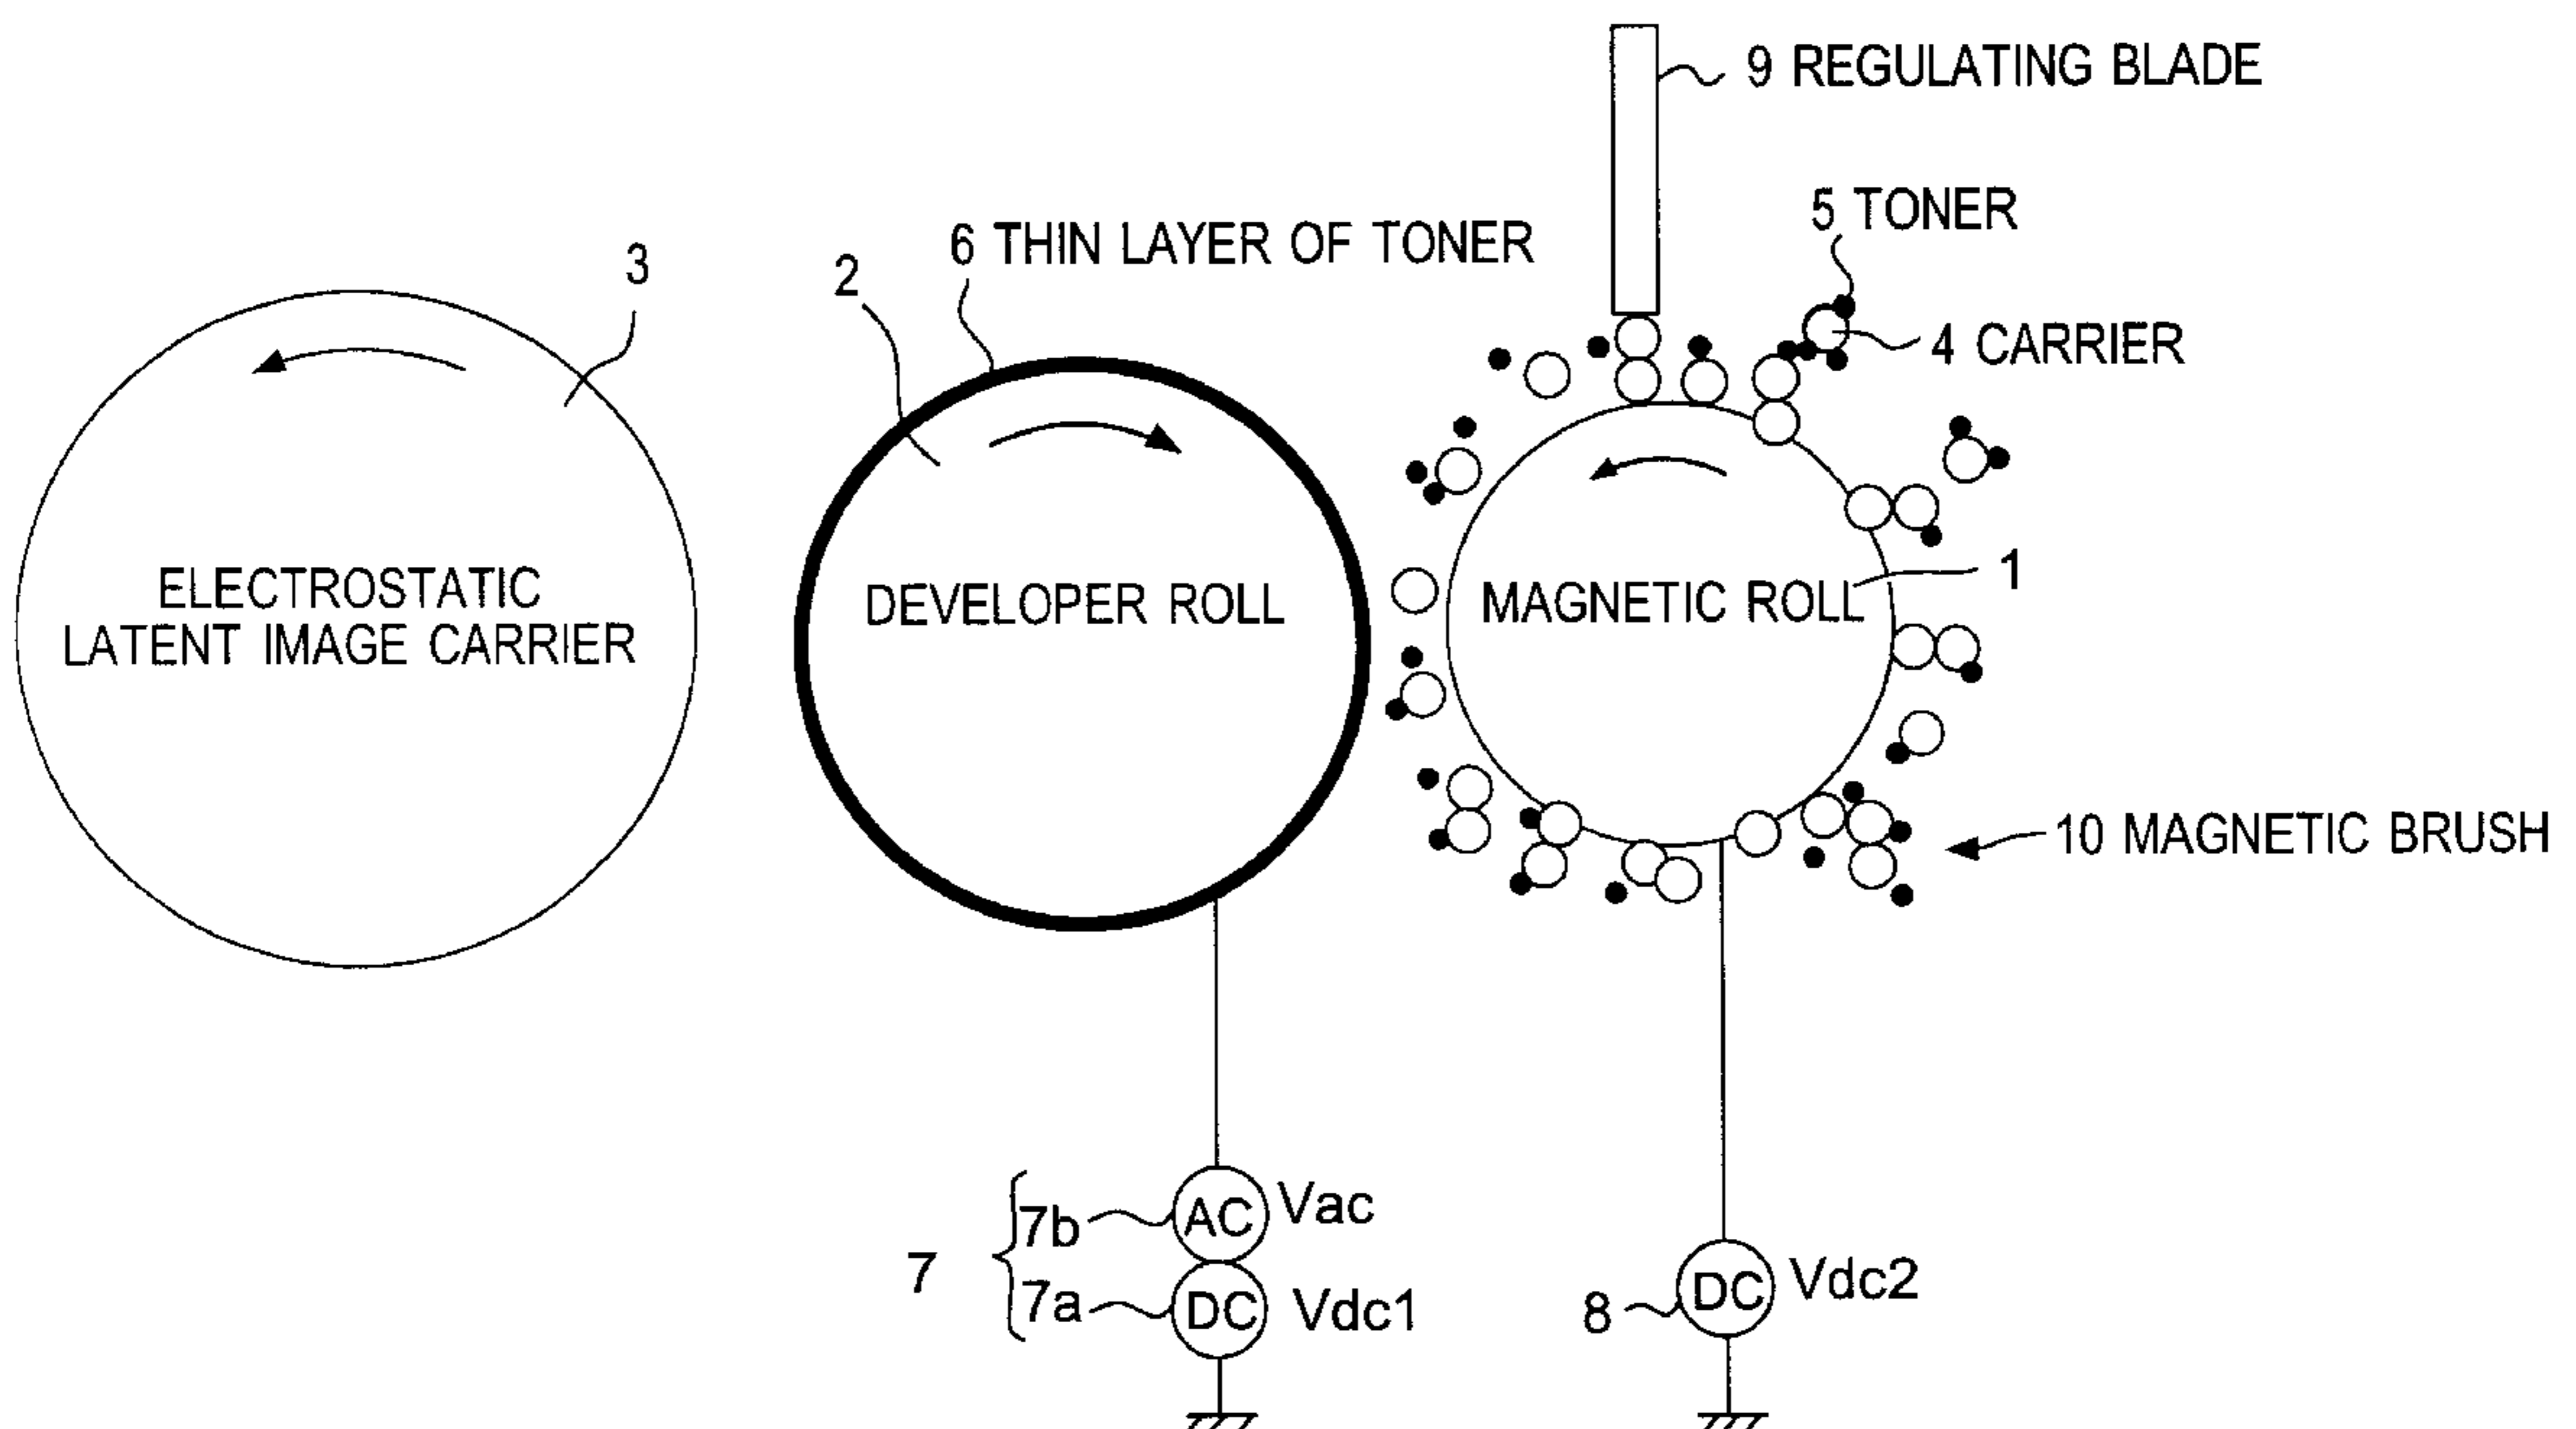 9 REGULATING BLADE
5 TONER
6 THIN LAYER OF TONER
3
2
4 CARRIER
ELECTROSTATIC
LATENT IMAGE CARRIER
DEVELOPER ROLL
MAGNETIC ROLL
1
10 MAGNETIC BRUSH
7
7b
AC
Vac
7a
DC
Vdc1
8
DC
Vdc2